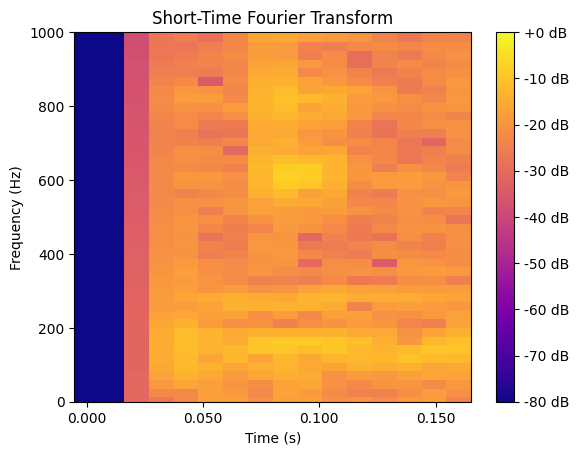 Short-Time Fourier Transform
1000
800
600
400
200
0
Frequency (Hz)
0.000
0.050
0.100
0.150
Time (s)
+0 dB
-10 dB
-20 dB
-30 dB
-40 dB
-50 dB
-60 dB
-70 dB
-80 dB